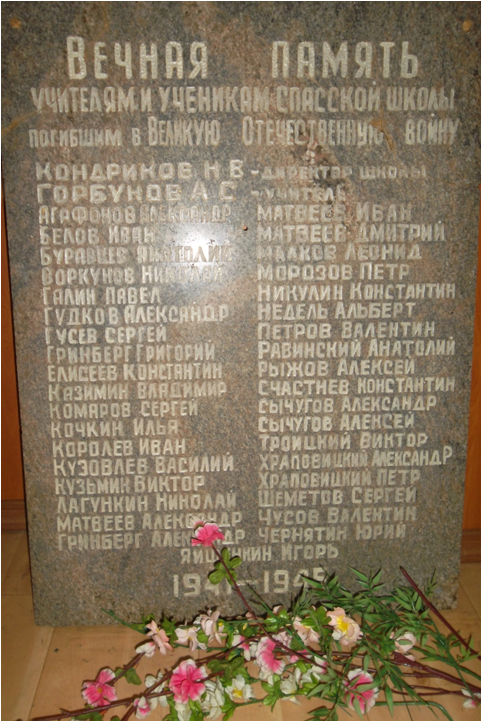 Вечная память
учителям и ученикам спасской школы
погибшим в Великую Отечественную войну
Кондриков Н В - директор школы
Горбунов А С - учитель
Агафонов Александр
Белов Иван
Буравцев Анатолий
Воркунов Николай
Галин Павел
Гудков Александр
Гусев Сергей
Гринберг Григорий
Елисеев Константин
Казимин Владимир
Комаров Сергей
Кочкин Илья
Королев Иван
Кузовлев Василий
Кузьмин Виктор
Лагункин Николай
Матвеев Александр
Гринберг Александр
Матвеев Иван
Матвеев Дмитрий
Малков Леонид
Морозов Петр
Никулин Константин
Недель Альберт
Петров Валентин
Равинский Анатолий
Рыжов Алексей
Счастнев Константин
Сычугов Александр
Сычугов Алексей
Троицкий Виктор
Храповицкий Александр
Храповицкий Петр
Шеметов Сергей
Чусов Валентин
Чернятин Юрий
Игорь
1941-1945